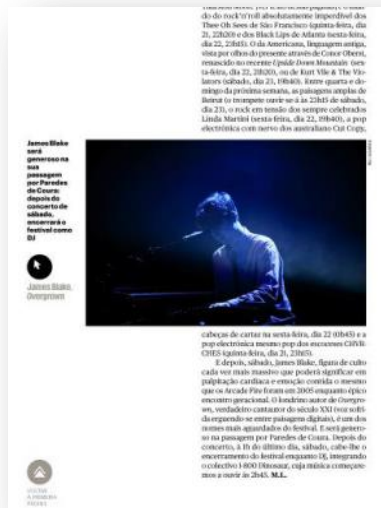 do do rock'n'roll absolutamente imperdível dos
Thee Oh Sees de São Francisco (quinta-feira, dia
21, 22h20) e dos Black Lips de Atlanta (sexta-feira,
dia 22, 23h15). O da Americana, linguagem antiga,
vista por olhos do presente através de Conor Oberst,
renascido no recente Upside Down Mountain (sex-
ta-feira, dia 22, 21h20), ou de Kurt Vile & The Vio-
lators (sábado, dia 23, 19h40). Entre quarta e do-
mingo da próxima semana, as paisagens amplas de
Beirut (o trompete ouvir-se-á às 23h15 de sábado,
dia 23), o rock em tensão dos sempre celebrados
Linda Martini (sexta-feira, dia 22, 19h40), a pop
electrónica com nervo dos australiano Cut Copy,
James Blake
será
generoso na
sua
passagem
por Paredes
de Coura:
depois do
concerto de
sábado,
encerrará o
festival como
DJ
James Blake,
Overgrown
cabeças de cartaz na sexta-feira, dia 22 (0h45) e a
pop electrónica mesmo pop dos escoceses CHVR-
CHES (quinta-feira, dia 21, 23h15).
E depois, sábado, James Blake, figura de culto
cada vez mais massivo que poderá significar em
palpitação cardíaca e emoção contida o mesmo
que os Arcade Fire foram em 2005 enquanto épico
encontro geracional. O londrino autor de Overgro-
wn, verdadeiro cantautor do século XXI (voz sofri-
da erguendo-se entre paisagens digitais), é um dos
nomes mais aguardados do festival. E será genero-
so na passagem por Paredes de Coura. Depois do
concerto, à 1h do último dia, sábado, cabe-lhe o
encerramento do festival enquanto DJ, integrando
o colectivo 1-800 Dinosaur, cuja música começare-
mos a ouvir às 2h45. M.L.
VOLTAR
À PRIMEIRA
PÁGINA